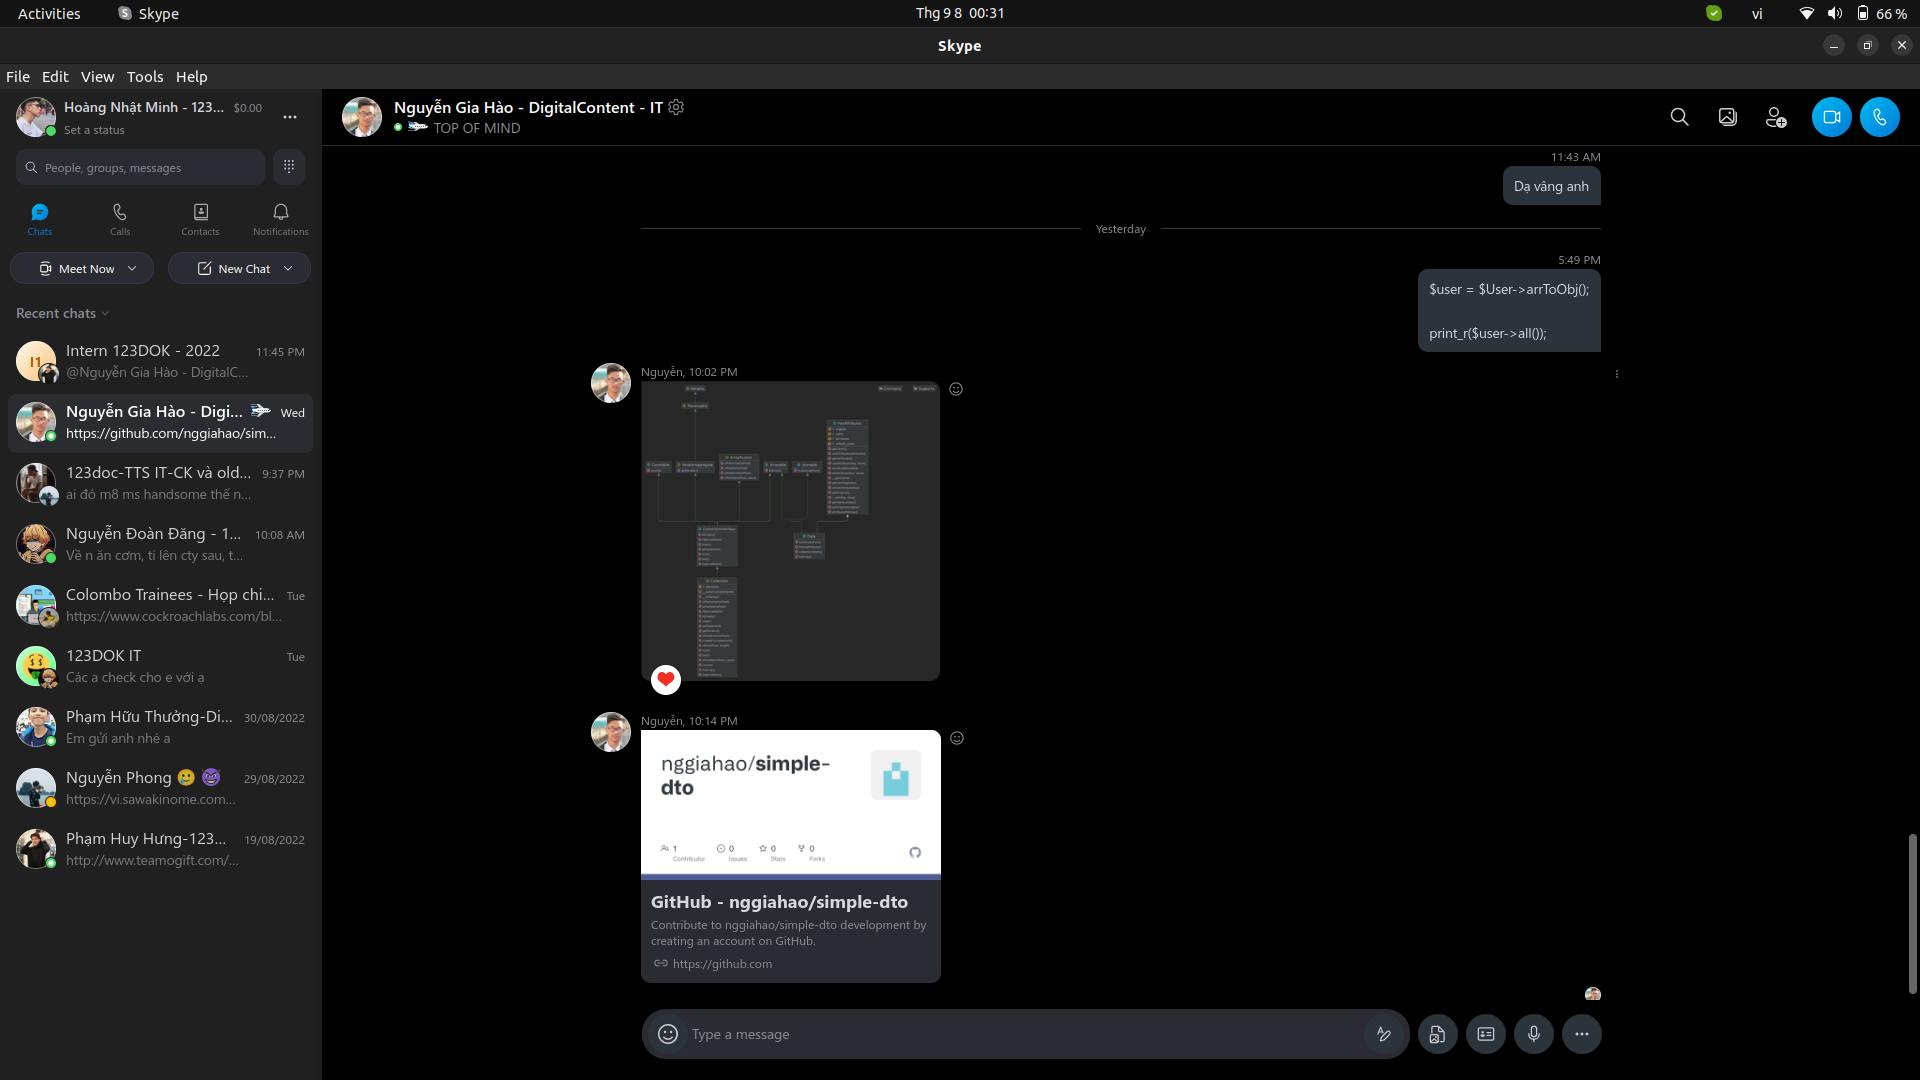 Activities
Skype
Thg 9 8 00:31
vi
66 %
Skype
File Edit View Tools Help
Hoàng Nhật Minh - 123... $0.00
Set a status
People, groups, messages
Chats Calls Contacts Notifications
Meet Now New Chat
Recent chats
Intern 123DOK - 2022 11:45 PM
@Nguyễn Gia Hào - DigitalC...
Nguyễn Gia Hào - Digi... Wed
https://github.com/nggiahao/sim...
123doc-TTS IT-CK và old... 9:37 PM
ai đó m8 ms handsome thế n...
Nguyễn Đoàn Đăng - 1... 10:08 AM
Về n ăn cơm, tí lên cty sau, t...
Colombo Trainees - Họp chi... Tue
https://www.cockroachlabs.com/bl...
123DOK IT Tue
Các a check cho e với ạ
Phạm Hữu Thưởng-Di... 30/08/2022
Em gửi anh nhé a
Nguyễn Phong 29/08/2022
https://vi.sawakinome.com...
Phạm Huy Hưng-123... 19/08/2022
http://www.teamogift.com/...
Nguyễn Gia Hào - DigitalContent - IT
TOP OF MIND
11:43 AM
Dạ vâng anh
Yesterday
5:49 PM
$user = $User->arrToObj();
print_r($user->all());
Nguyễn, 10:02 PM
Nguyễn, 10:14 PM
nggiahao/simple-
dto
1 Contributor
0 Issues
0 Stars
0 Forks
GitHub - nggiahao/simple-dto
Contribute to nggiahao/simple-dto development by
creating an account on GitHub.
https://github.com
Type a message